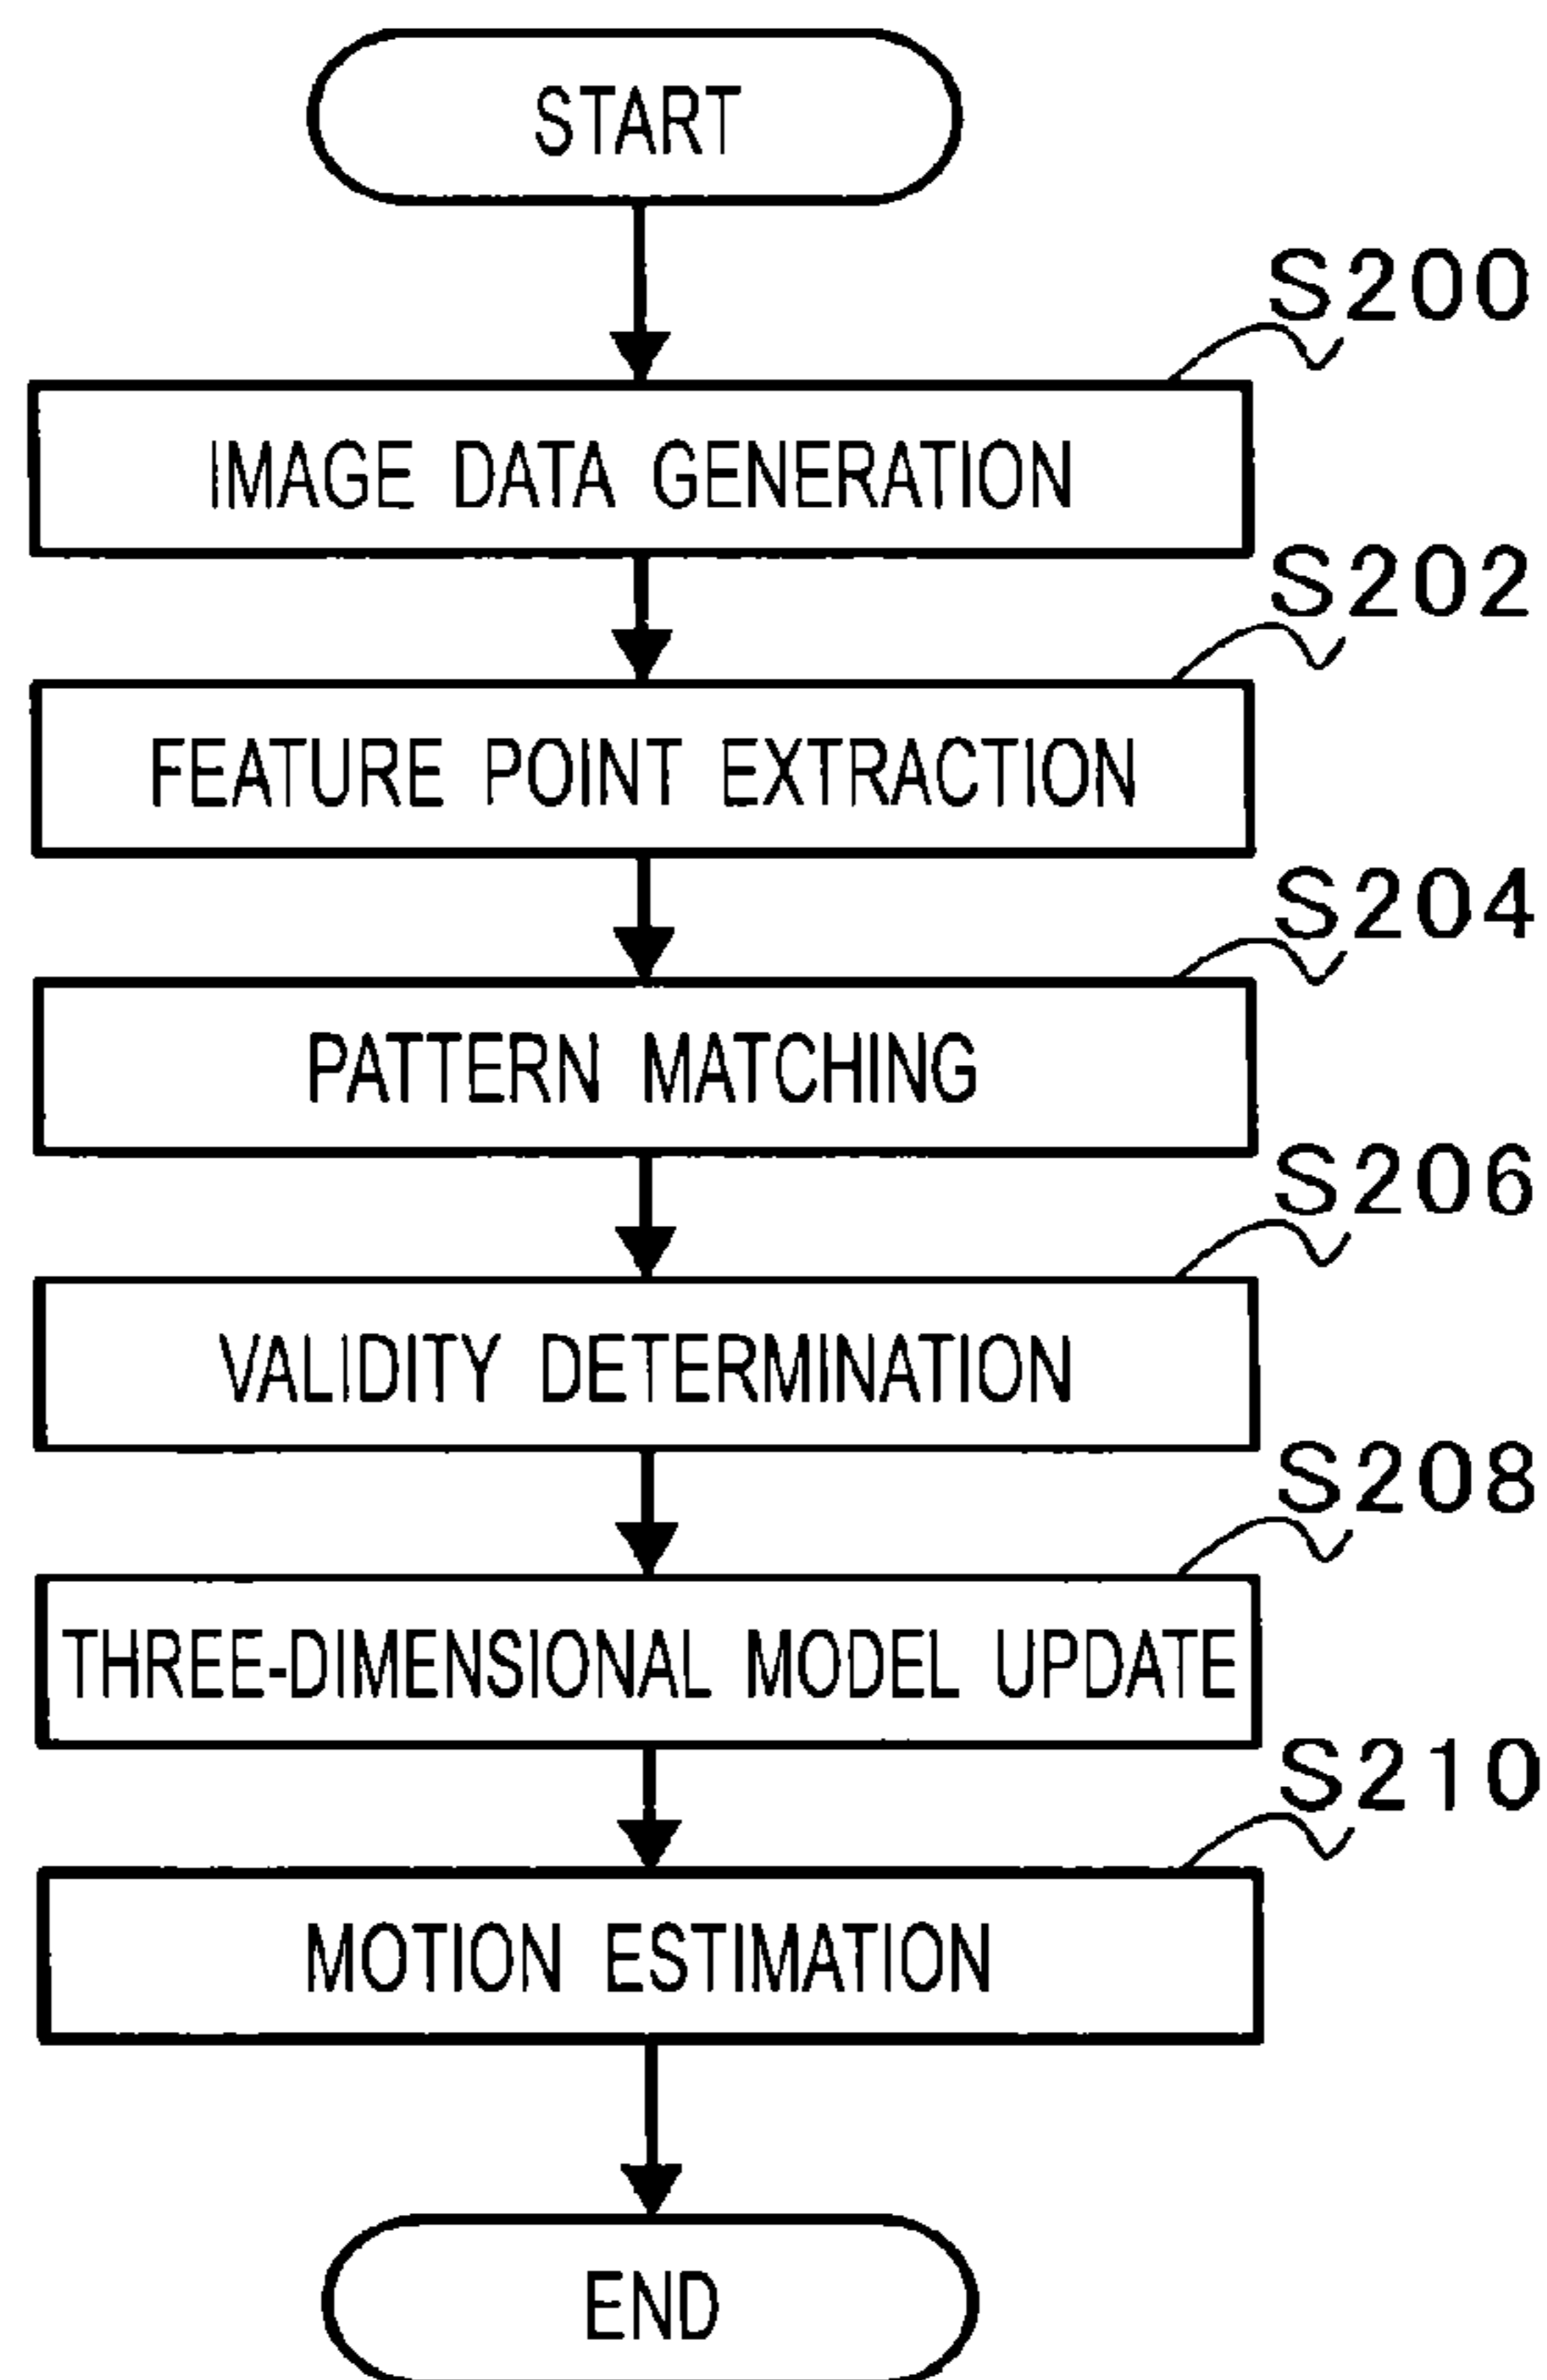 START
S200
IMAGE DATA GENERATION
S202
FEATURE POINT EXTRACTION
S204
PATTERN MATCHING
S206
VALIDITY DETERMINATION
S208
THREE-DIMENSIONAL MODEL UPDATE
S210
MOTION ESTIMATION
END